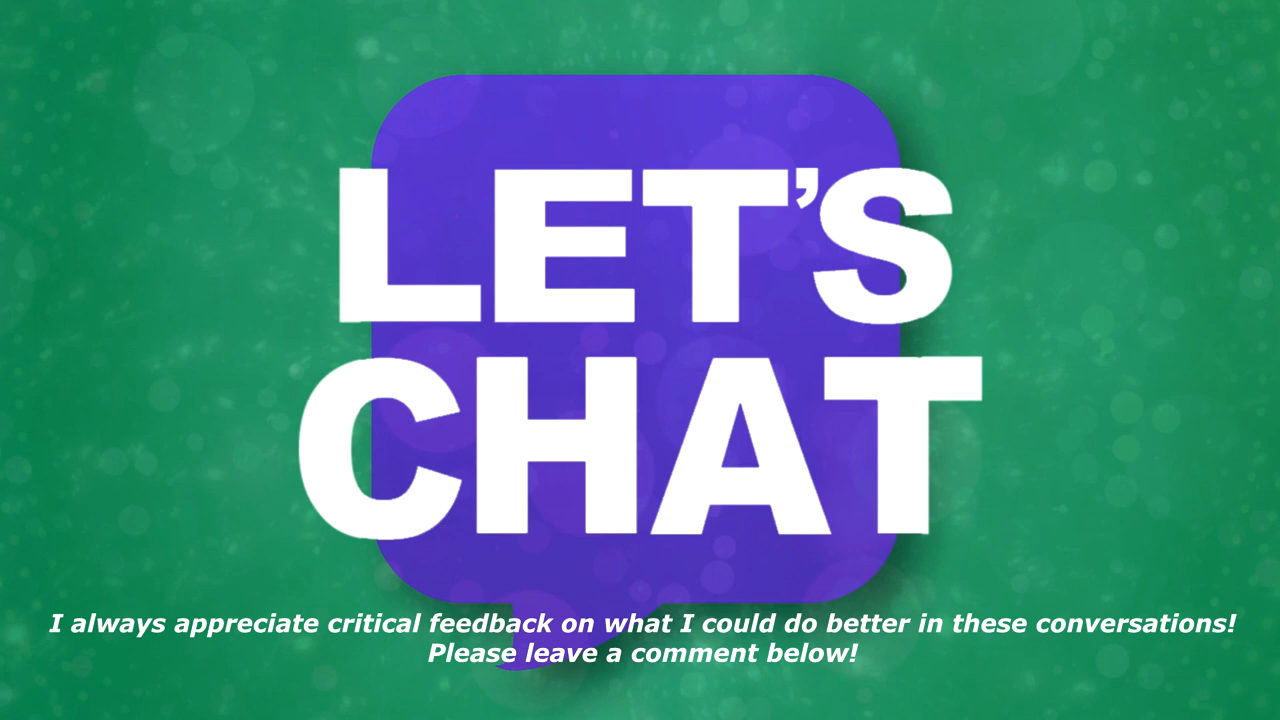 LET’S
CHAT
I always appreciate critical feedback on what I could do better in these conversations!
Please leave a comment below!